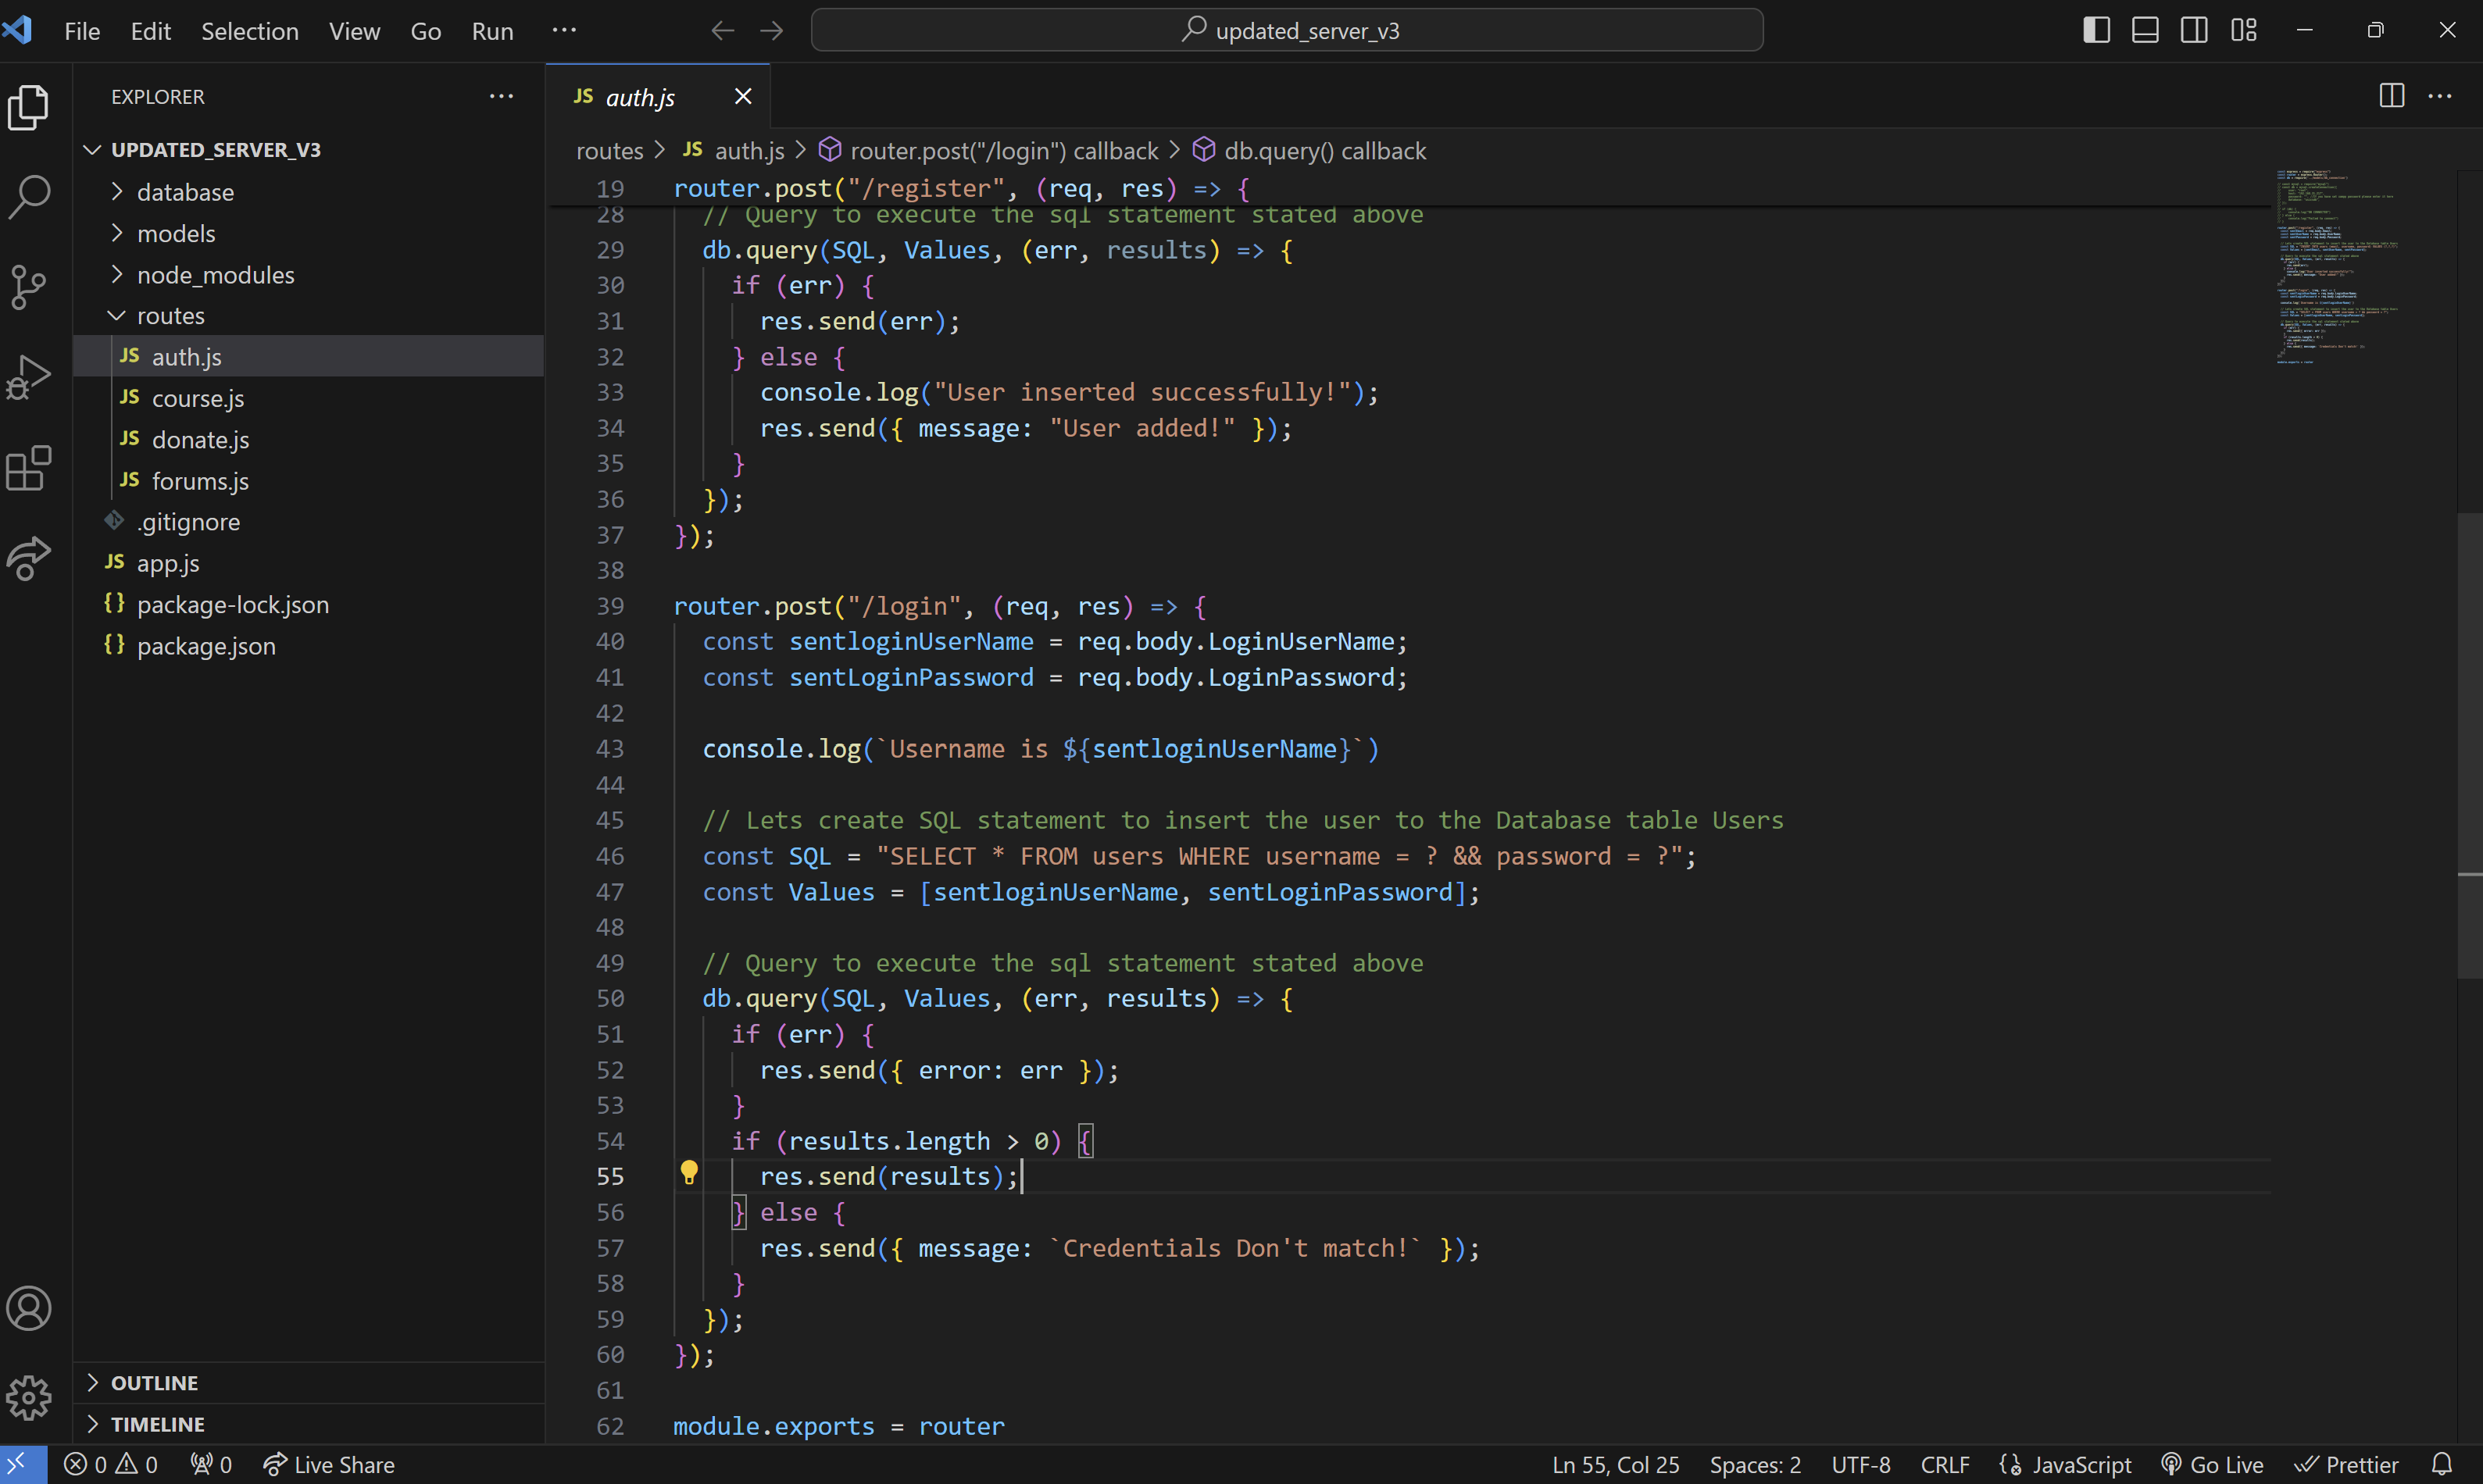 File Edit Selection View Go Run ···
updated_server_v3
EXPLORER
UPDATED_SERVER_V3
database
models
node_modules
routes
JS auth.js
JS course.js
JS donate.js
JS forums.js
.gitignore
JS app.js
{} package-lock.json
{} package.json
OUTLINE
TIMELINE
JS auth.js
routes > JS auth.js > router.post("/login") callback > db.query() callback
19 router.post("/register", (req, res) => {
28 // Query to execute the sql statement stated above
29 db.query(SQL, Values, (err, results) => {
30 if (err) {
31 res.send(err);
32 } else {
33 console.log("User inserted successfully!");
34 res.send({ message: "User added!" });
35 }
36 });
37 });
38
39 router.post("/login", (req, res) => {
40 const sentloginUserName = req.body.LoginUserName;
41 const sentLoginPassword = req.body.LoginPassword;
42
43 console.log(`Username is ${sentloginUserName}`)
44
45 // Lets create SQL statement to insert the user to the Database table Users
46 const SQL = "SELECT * FROM users WHERE username = ? && password = ?";
47 const Values = [sentloginUserName, sentLoginPassword];
48
49 // Query to execute the sql statement stated above
50 db.query(SQL, Values, (err, results) => {
51 if (err) {
52 res.send({ error: err });
53 }
54 if (results.length > 0) {
55 res.send(results);
56 } else {
57 res.send({ message: `Credentials Don't match!` });
58 }
59 });
60 });
61
62 module.exports = router
0 0 0 Live Share
Ln 55, Col 25 Spaces: 2 UTF-8 CRLF JavaScript Go Live Prettier